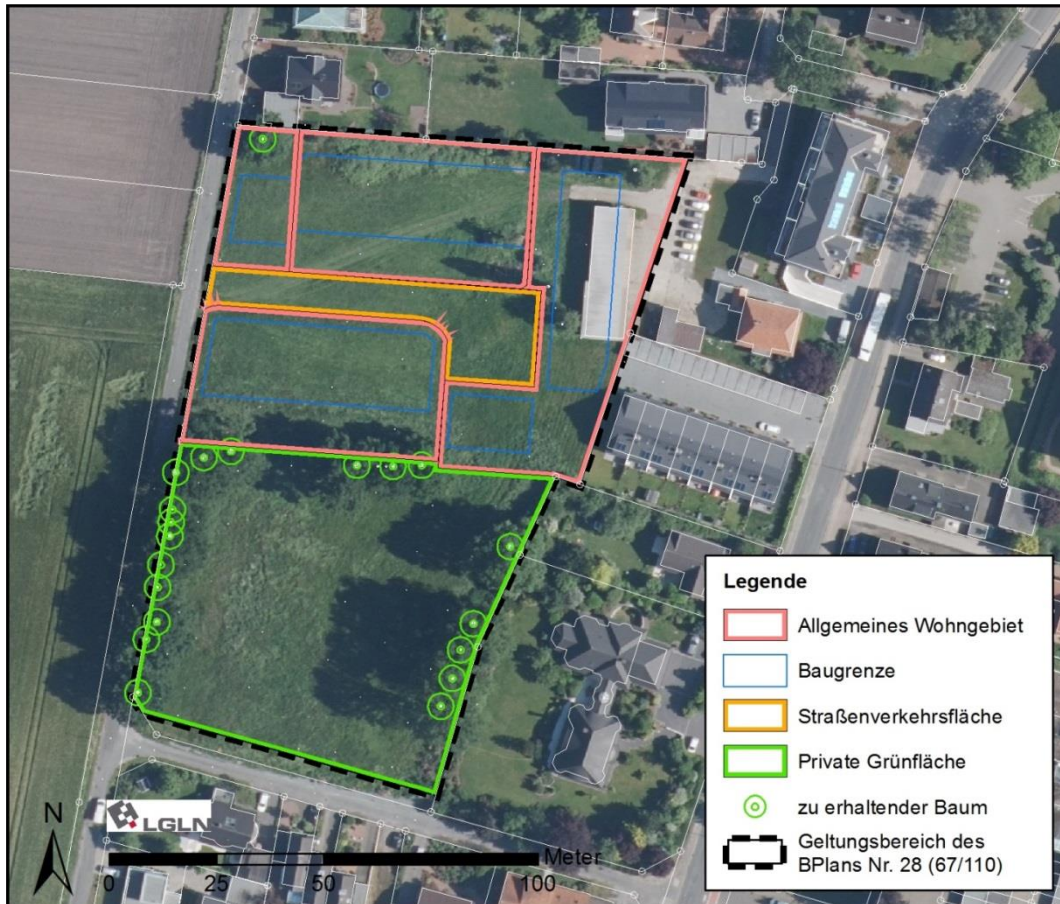 Legende
Allgemeines Wohngebiet
Baugrenze
Straßenverkehrsfläche
Private Grünfläche
zu erhaltender Baum
Geltungsbereich des
BPlans Nr. 28 (67/110)
N
LGLN
Meter
0 25 50 100